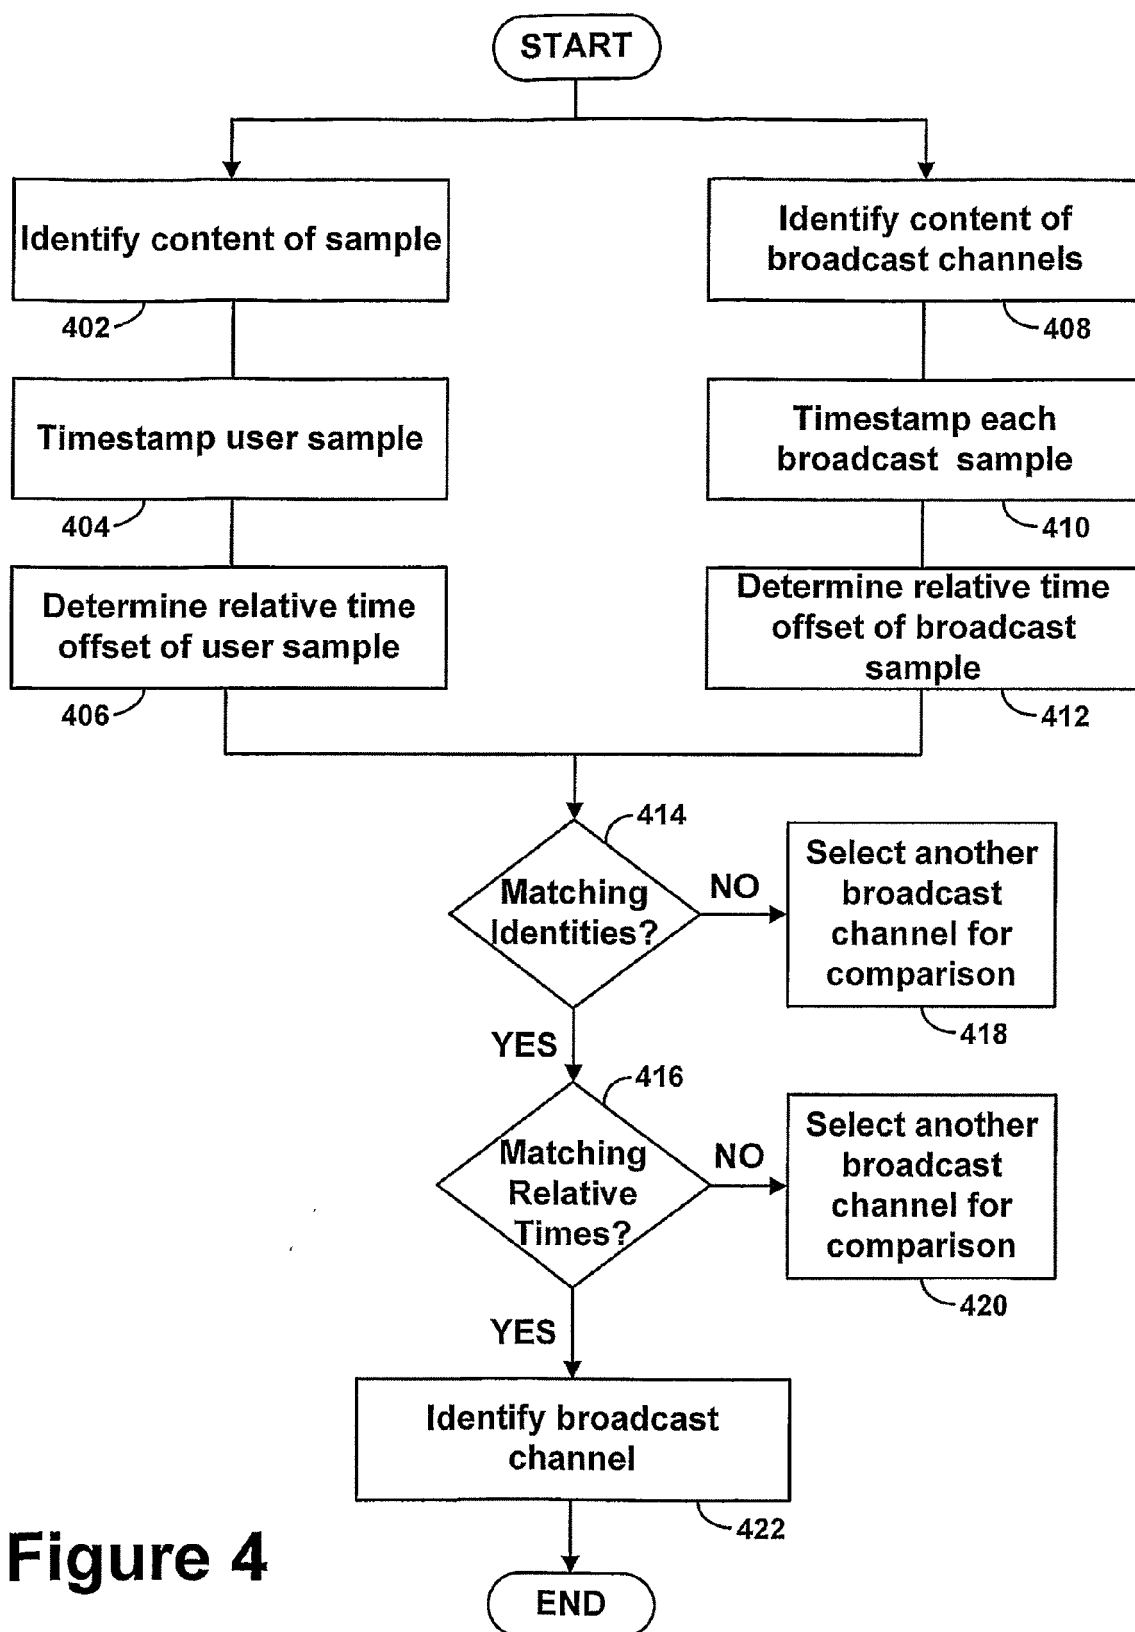 START
Identify content of sample
402
Timestamp user sample
404
Determine relative time
offset of user sample
406
Identify content of
broadcast channels
408
Timestamp each
broadcast sample
410
Determine relative time
offset of broadcast
sample
412
414
Matching
Identities?
NO
Select another
broadcast
channel for
comparison
418
YES
416
Matching
Relative
Times?
NO
Select another
broadcast
channel for
comparison
420
YES
Identify broadcast
channel
422
END
Figure 4